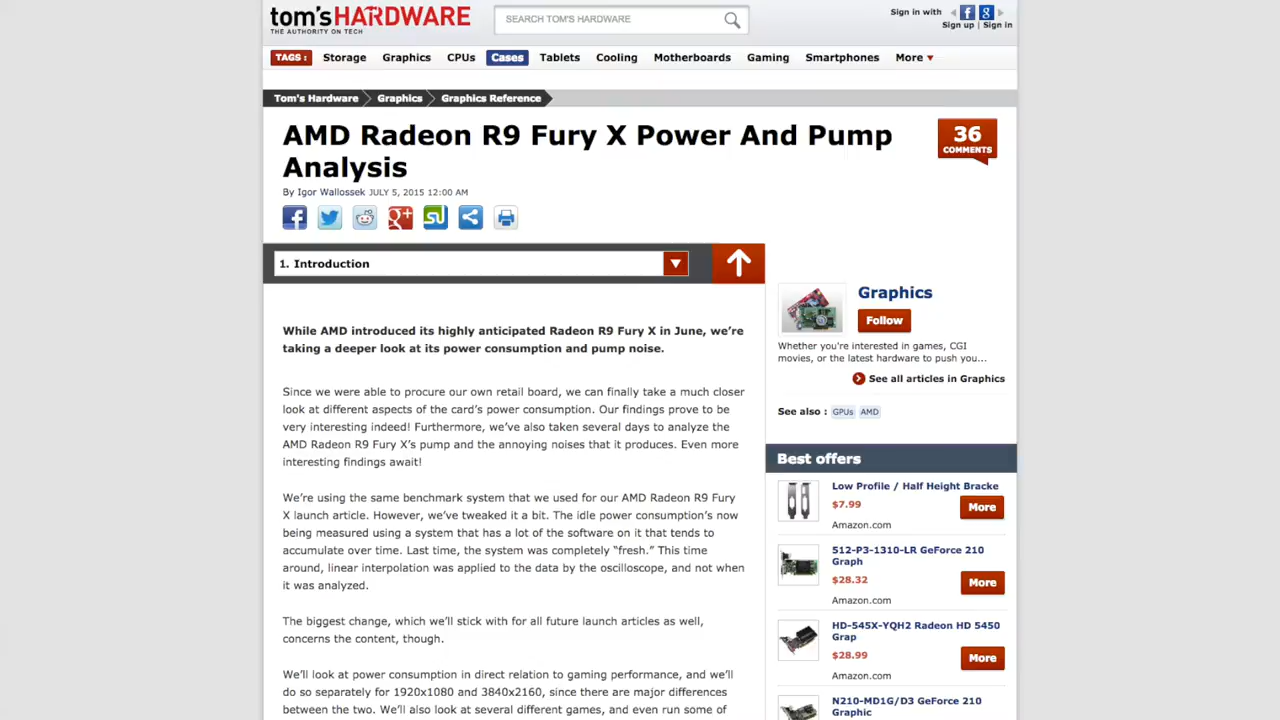 tom's HARDWARE
THE AUTHORITY ON TECH
SEARCH TOM'S HARDWARE
Sign in with
Sign up | Sign in
TAGS :
Storage
Graphics
CPUs
Cases
Tablets
Cooling
Motherboards
Gaming
Smartphones
More
Tom's Hardware
Graphics
Graphics Reference
AMD Radeon R9 Fury X Power And Pump
Analysis
36
COMMENTS
By Igor Wallossek JULY 5, 2015 12:00 AM
1. Introduction
While AMD introduced its highly anticipated Radeon R9 Fury X in June, we're
taking a deeper look at its power consumption and pump noise.
Since we were able to procure our own retail board, we can finally take a much closer
look at different aspects of the card's power consumption. Our findings prove to be
very interesting indeed! Furthermore, we've also taken several days to analyze the
AMD Radeon R9 Fury X's pump and the annoying noises that it produces. Even more
interesting findings await!
We're using the same benchmark system that we used for our AMD Radeon R9 Fury
X launch article. However, we've tweaked it a bit. The idle power consumption's now
being measured using a system that has a lot of the software on it that tends to
accumulate over time. Last time, the system was completely "fresh." This time
around, linear interpolation was applied to the data by the oscilloscope, and not when
it was analyzed.
The biggest change, which we'll stick with for all future launch articles as well,
concerns the content, though.
We'll look at power consumption in direct relation to gaming performance, and we'll
do so separately for 1920x1080 and 3840x2160, since there are major differences
between the two. We'll also look at several different games, and even run some of
Graphics
Follow
Whether you're interested in games, CGI
movies, or the latest hardware to push you...
See all articles in Graphics
See also : GPUs AMD
Best offers
Low Profile / Half Height Bracke
$7.99
More
Amazon.com
512-P3-1310-LR GeForce 210
Graph
$28.32
More
Amazon.com
HD-545X-YQH2 Radeon HD 5450
Grap
$28.99
More
Amazon.com
N210-MD1G/D3 GeForce 210
Graphic